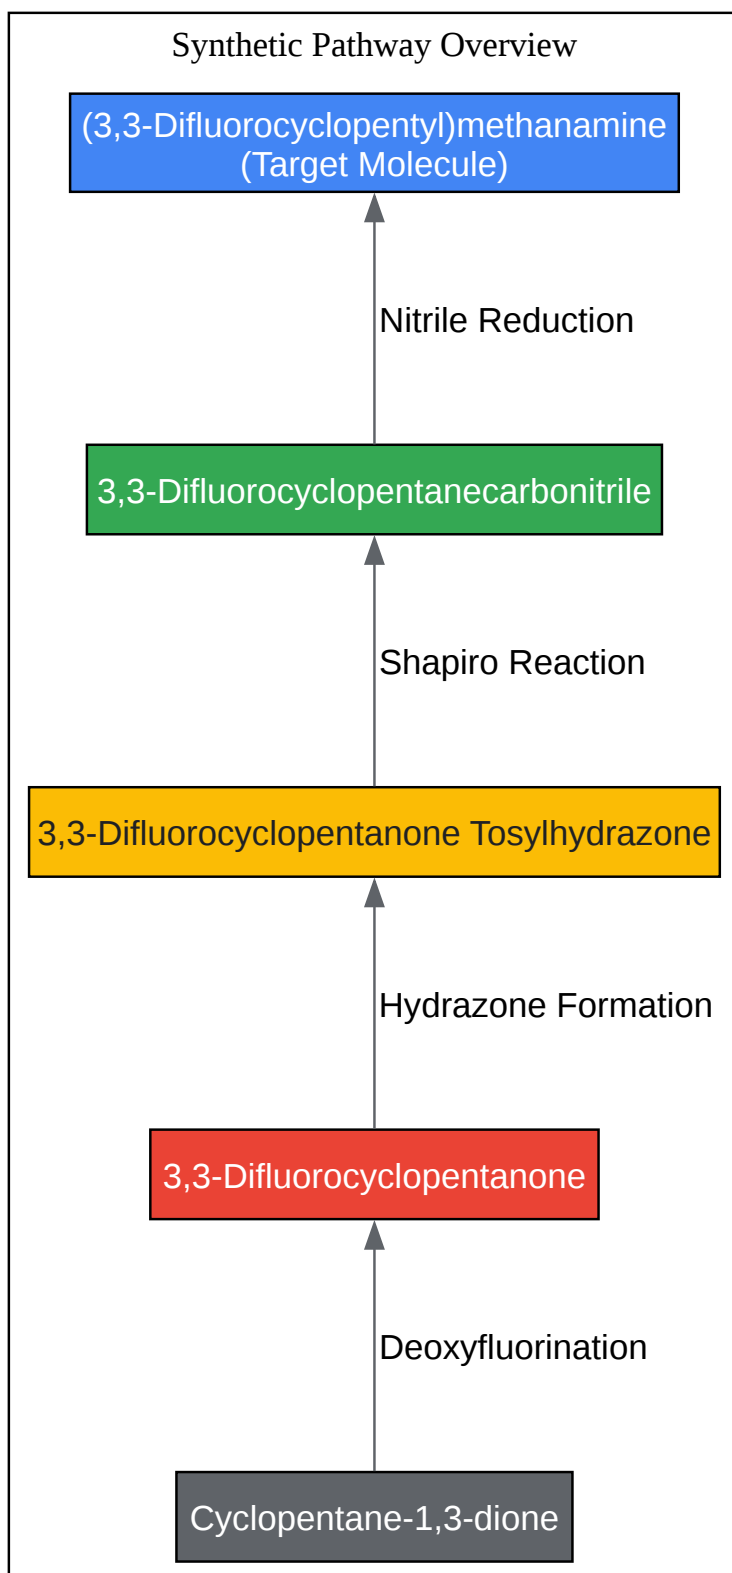 Synthetic Pathway Overview
(3,3-Difluorocyclopentyl)methanamine
(Target Molecule)
Nitrile Reduction
3,3-Difluorocyclopentanecarbonitrile
Shapiro Reaction
3,3-Difluorocyclopentanone Tosylhydrazone
Hydrazone Formation
3,3-Difluorocyclopentanone
Deoxyfluorination
Cyclopentane-1,3-dione